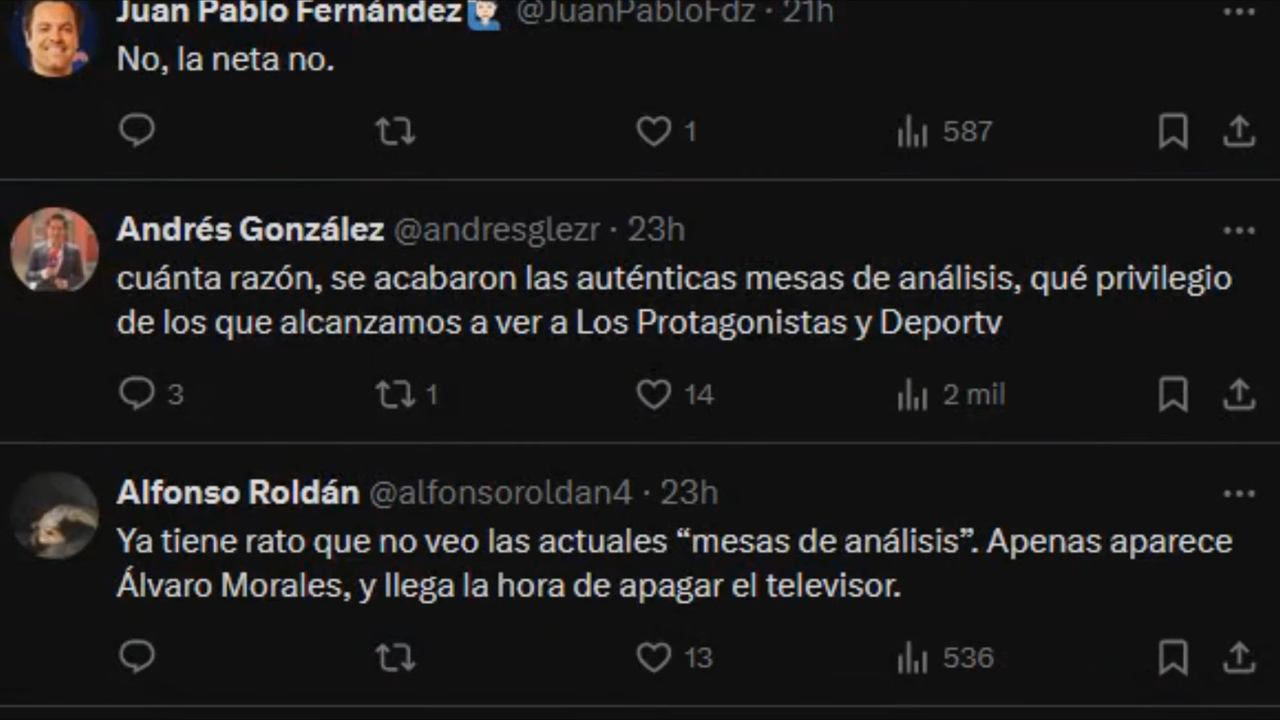 Juan Pablo Fernández🙋🏻‍♂️ @JuanPabloFdz · 21h
No, la neta no.
1 587
Andrés González @andresglezr · 23h
cuánta razón, se acabaron las auténticas mesas de análisis, qué privilegio
de los que alcanzamos a ver a Los Protagonistas y Deportv
3 1 14 2 mil
Alfonso Roldán @alfonsoroldan4 · 23h
Ya tiene rato que no veo las actuales “mesas de análisis”. Apenas aparece
Álvaro Morales, y llega la hora de apagar el televisor.
13 536